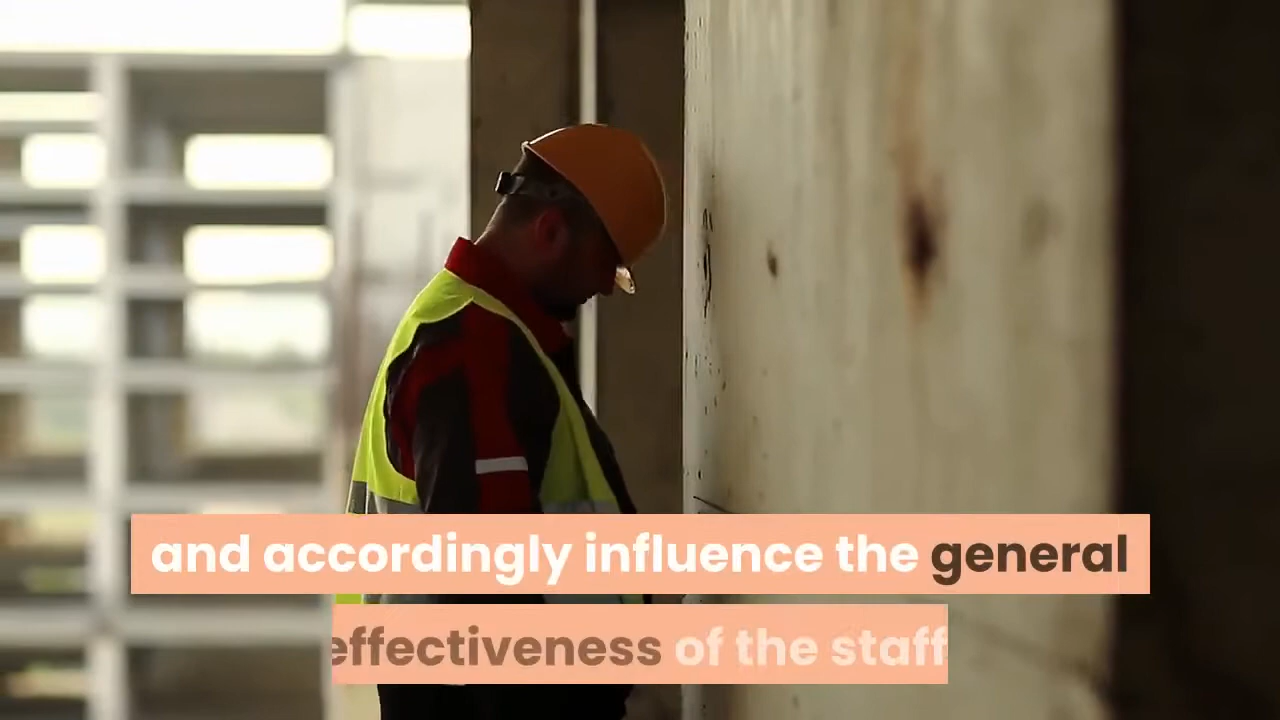 and accordingly influence the general
effectiveness of the staff